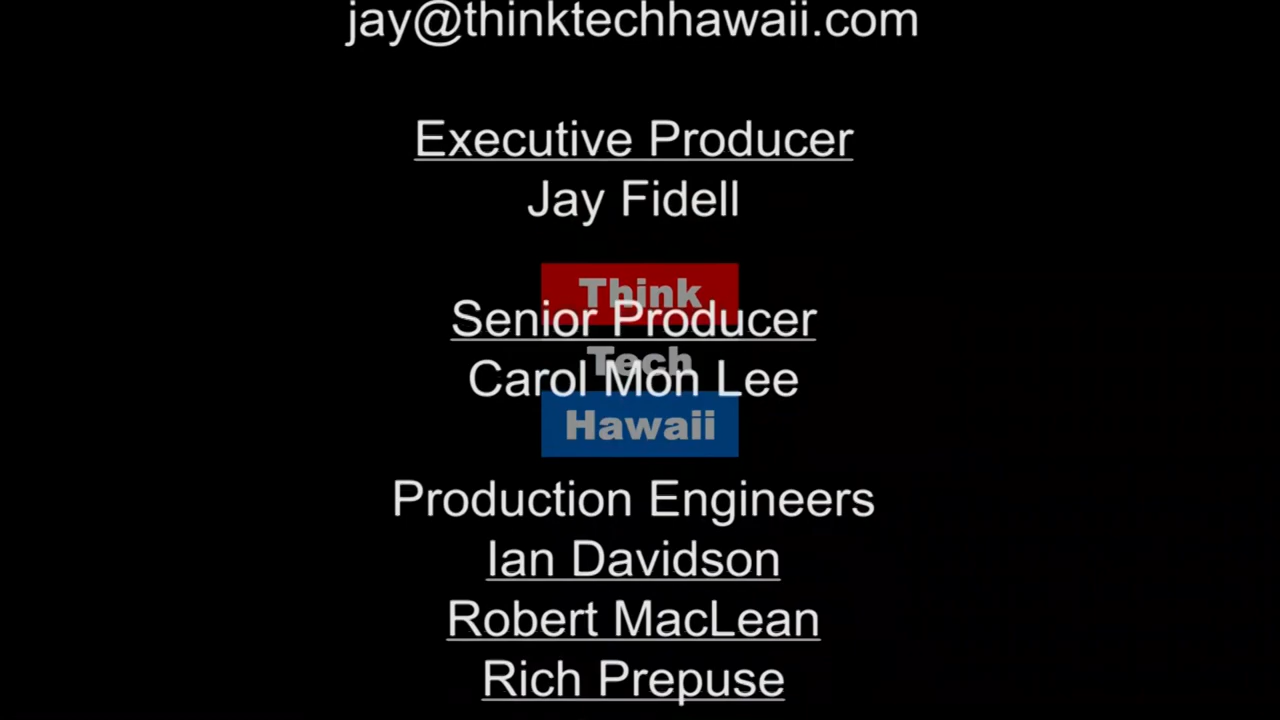 jay@thinktechhawaii.com
Executive Producer
Jay Fidell
Think
Senior Producer
Tech
Carol Mon Lee
Hawaii
Production Engineers
Ian Davidson
Robert MacLean
Rich Prepuse